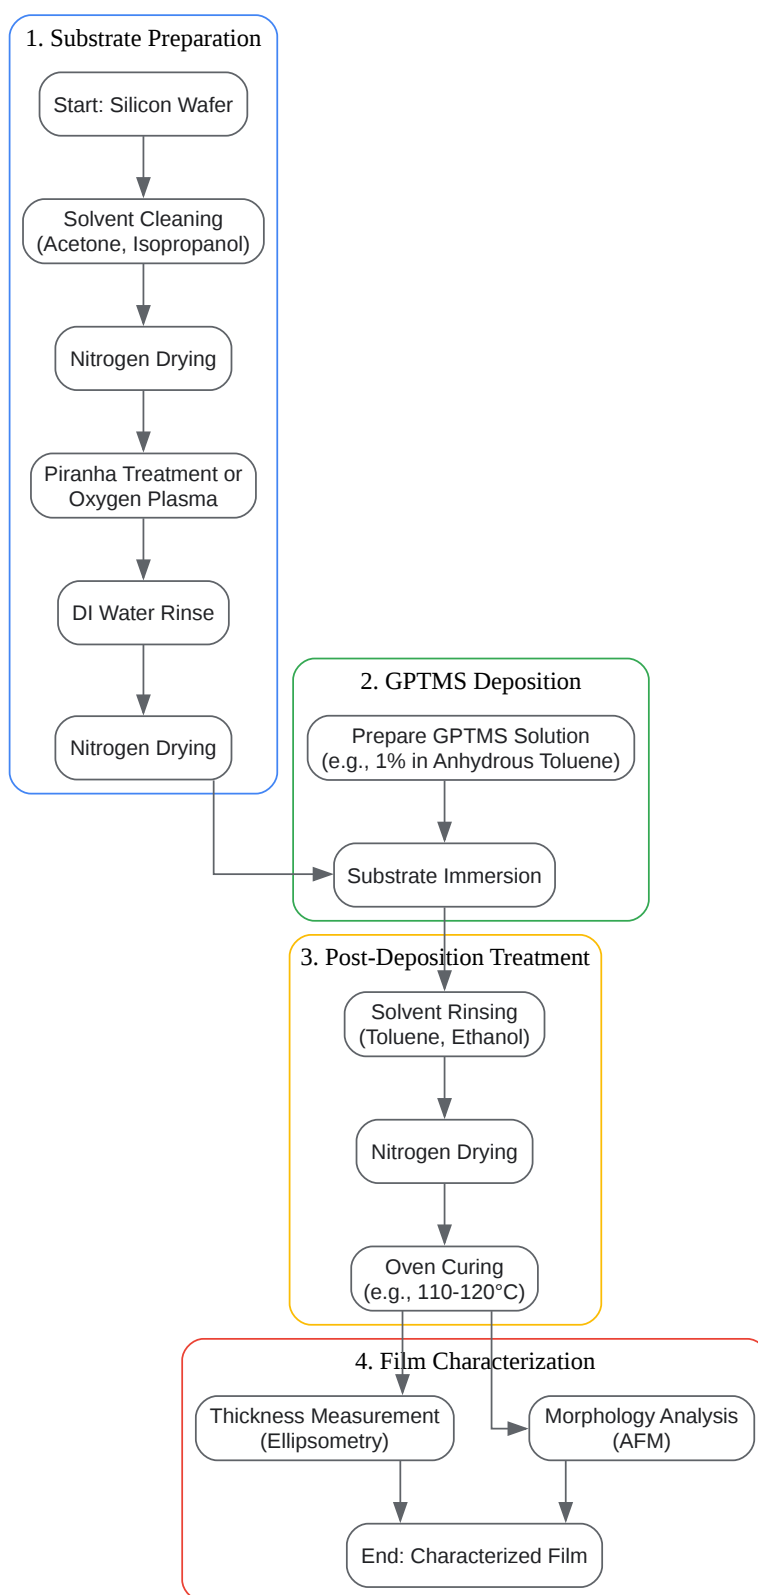 1. Substrate Preparation
Start: Silicon Wafer
Solvent Cleaning
(Acetone, Isopropanol)
Nitrogen Drying
Piranha Treatment or
Oxygen Plasma
DI Water Rinse
Nitrogen Drying
2. GPTMS Deposition
Prepare GPTMS Solution
(e.g., 1% in Anhydrous Toluene)
Substrate Immersion
3. Post-Deposition Treatment
Solvent Rinsing
(Toluene, Ethanol)
Nitrogen Drying
Oven Curing
(e.g., 110-120°C)
4. Film Characterization
Thickness Measurement
(Ellipsometry)
Morphology Analysis
(AFM)
End: Characterized Film